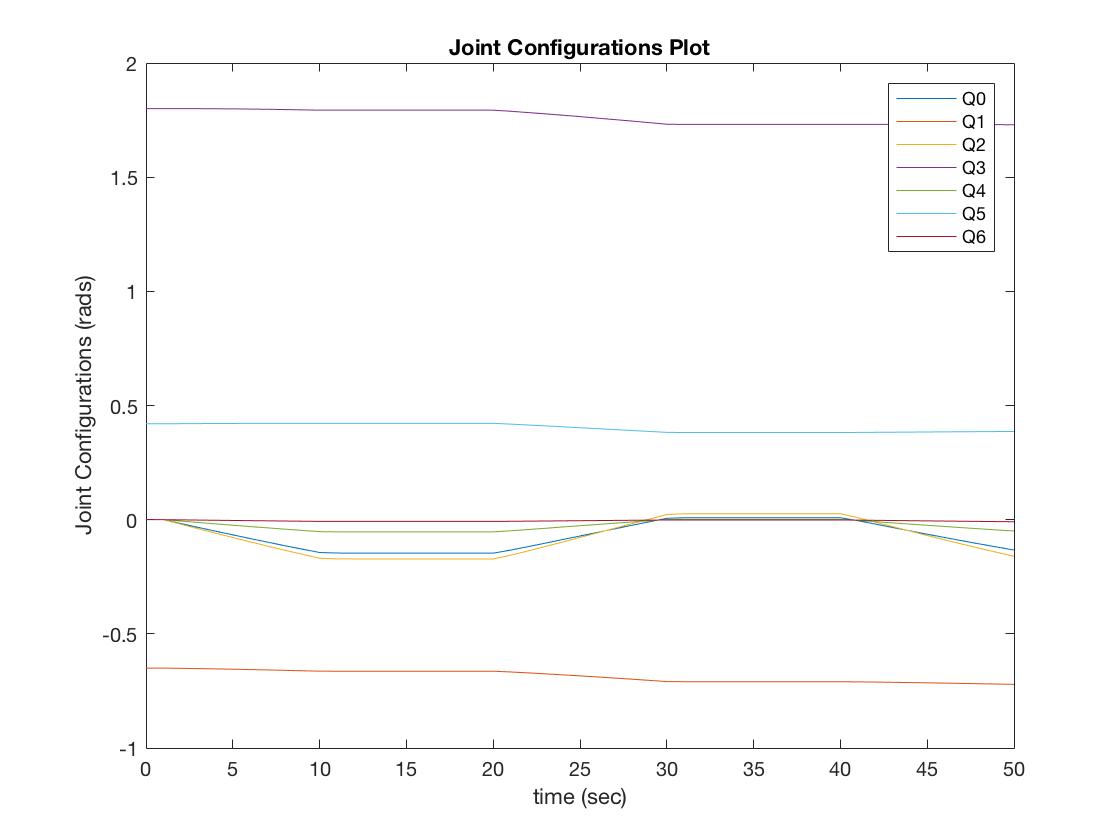 Joint Configurations Plot
2
1.5
1
0.5
0
-0.5
-1
Joint Configurations (rads)
Q0
Q1
Q2
Q3
Q4
Q5
Q6
0 5 10 15 20 25 30 35 40 45 50
time (sec)